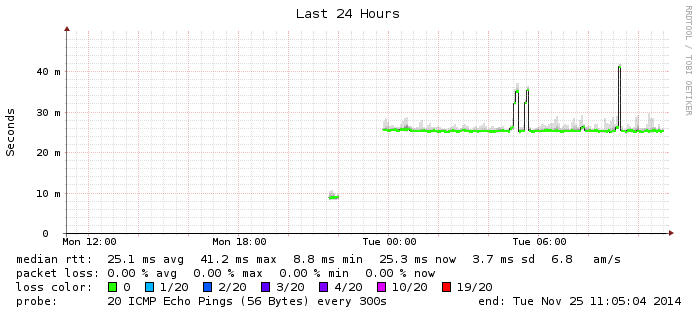 Last 24 Hours
RRDTOOL / TOBI OETIKER
Seconds
40 m
30 m
20 m
10 m
0
Mon 12:00 Mon 18:00 Tue 00:00 Tue 06:00
median rtt: 25.1 ms avg 41.2 ms max 8.8 ms min 25.3 ms now 3.7 ms sd 6.8 am/s
packet loss: 0.00 % avg 0.00 % max 0.00 % min 0.00 % now
loss color: 0 1/20 2/20 3/20 4/20 10/20 19/20
probe: 20 ICMP Echo Pings (56 Bytes) every 300s end: Tue Nov 25 11:05:04 2014